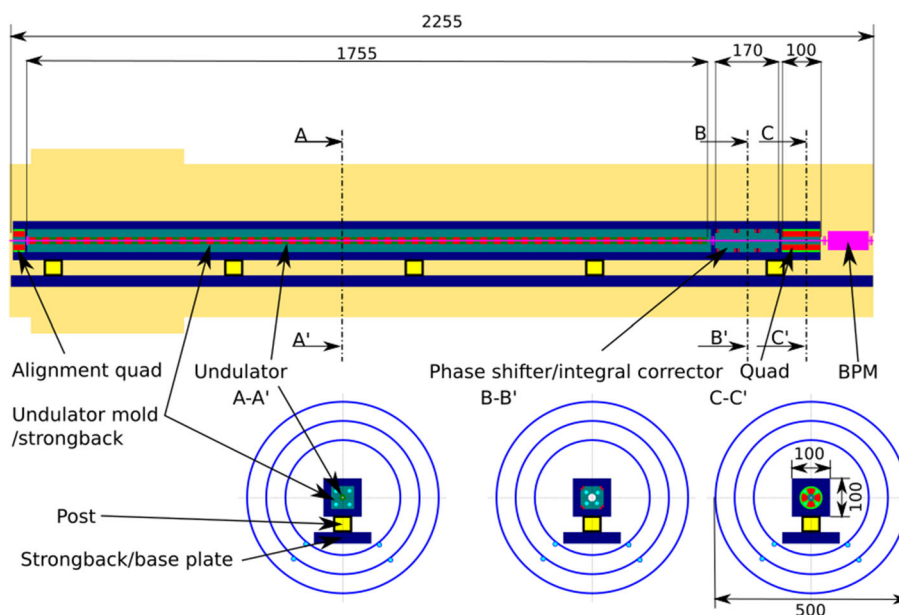 2255
1755
170
100
A
B
C
A'
B'
C'
Alignment quad
Undulator
Phase shifter/integral corrector
Quad
BPM
A-A'
B-B'
C-C'
Undulator mold
/strongback
100
100
Post
Strongback/base plate
500